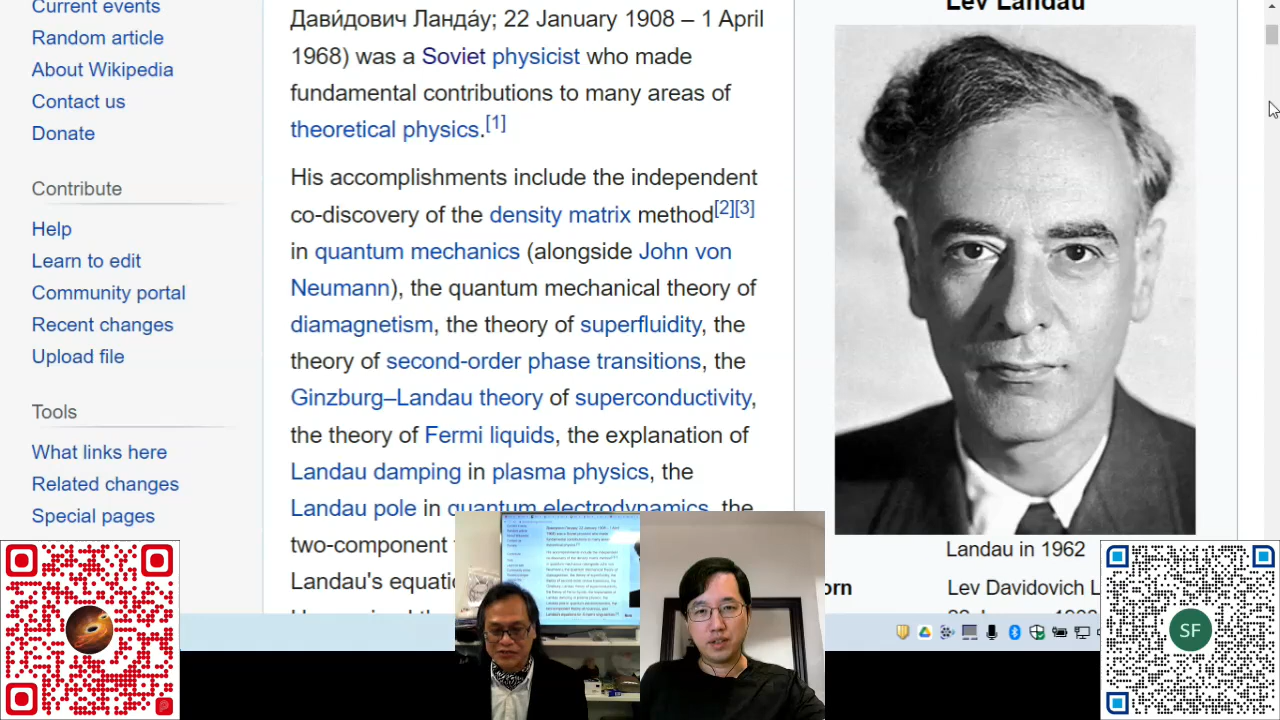 Current events
Random article
About Wikipedia
Contact us
Donate
Contribute
Help
Learn to edit
Community portal
Recent changes
Upload file
Tools
What links here
Related changes
Special pages
Дави́дович Ланда́у; 22 January 1908 – 1 April
1968) was a Soviet physicist who made
fundamental contributions to many areas of
theoretical physics.[1]
His accomplishments include the independent
co-discovery of the density matrix method[2][3]
in quantum mechanics (alongside John von
Neumann), the quantum mechanical theory of
diamagnetism, the theory of superfluidity, the
theory of second-order phase transitions, the
Ginzburg–Landau theory of superconductivity,
the theory of Fermi liquids, the explanation of
Landau damping in plasma physics, the
Landau pole in quantum electrodynamics, the
two-component
Landau's equati
Lev Landau
Landau in 1962
orn
Lev Davidovich L
SF